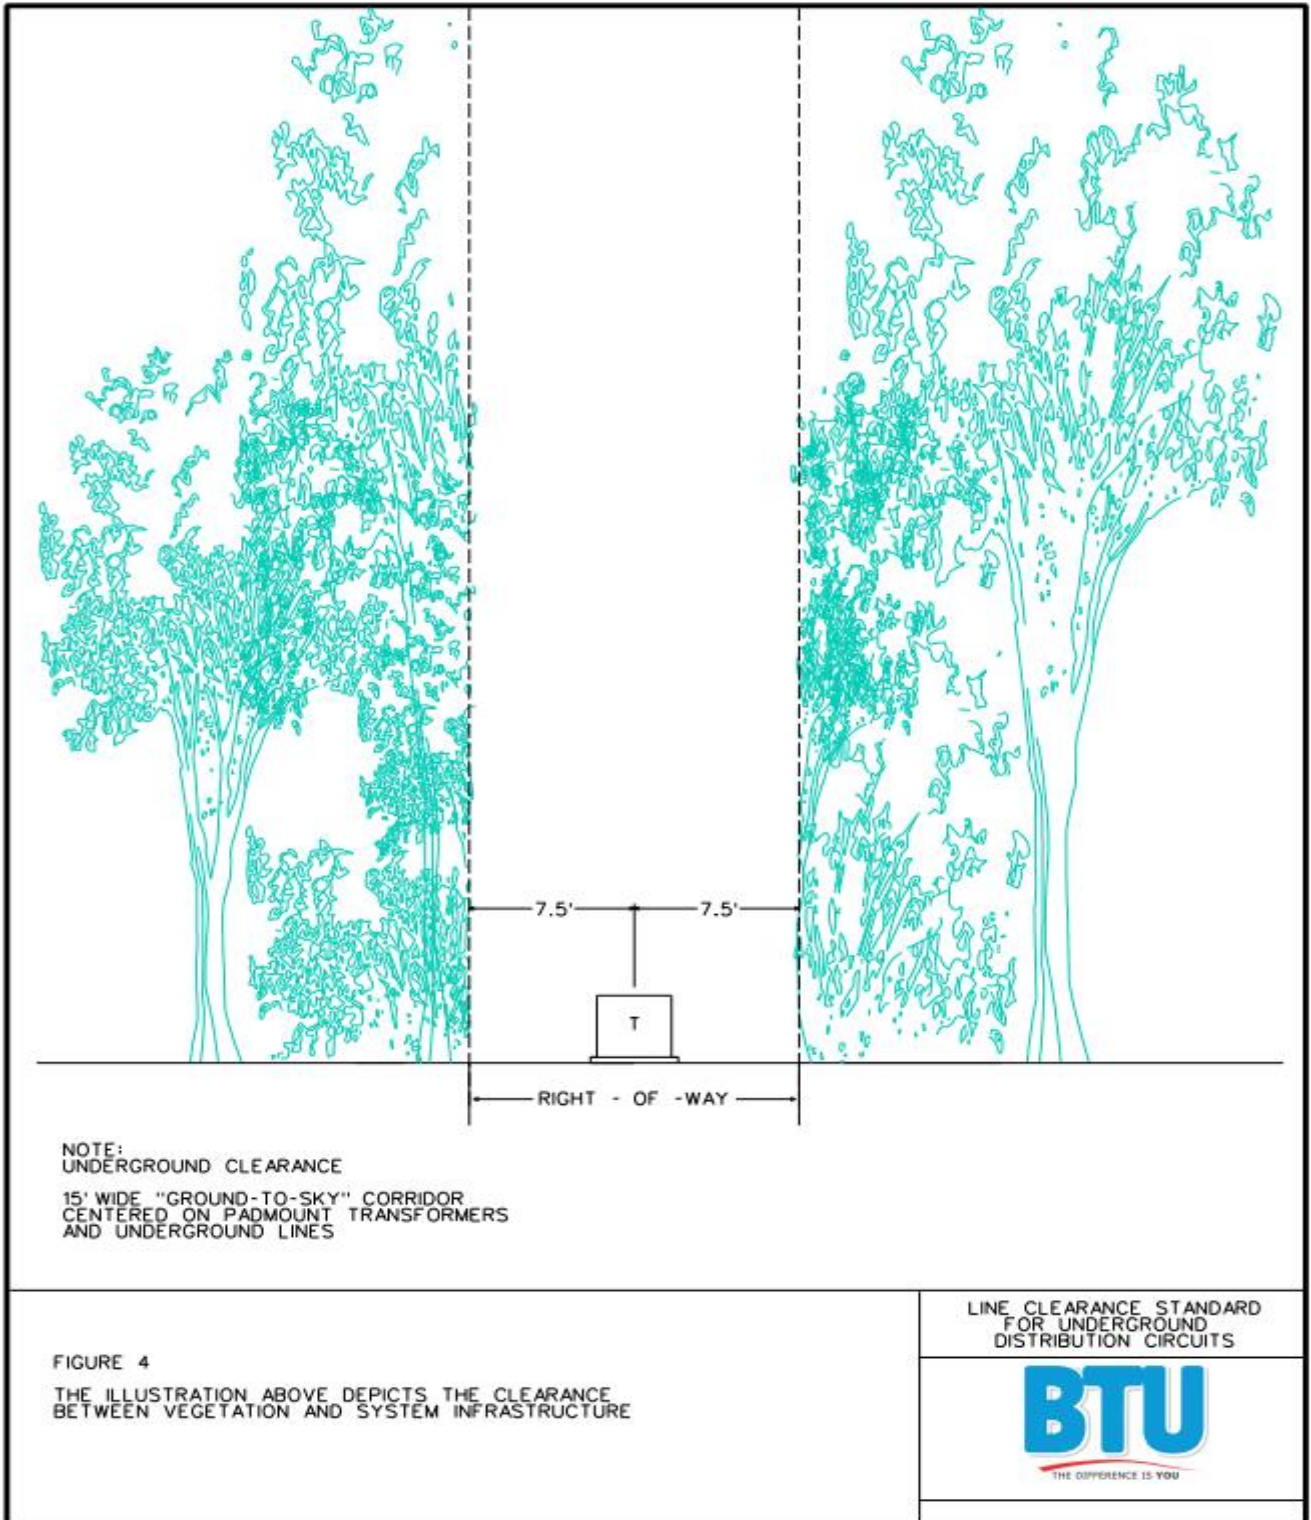 7.5' 7.5'
T
RIGHT - OF -WAY
NOTE:
UNDERGROUND CLEARANCE
15' WIDE "GROUND-TO-SKY" CORRIDOR
CENTERED ON PADMOUNT TRANSFORMERS
AND UNDERGROUND LINES
FIGURE 4
THE ILLUSTRATION ABOVE DEPICTS THE CLEARANCE
BETWEEN VEGETATION AND SYSTEM INFRASTRUCTURE
LINE CLEARANCE STANDARD
FOR UNDERGROUND
DISTRIBUTION CIRCUITS
BTU
THE DIFFERENCE IS YOU